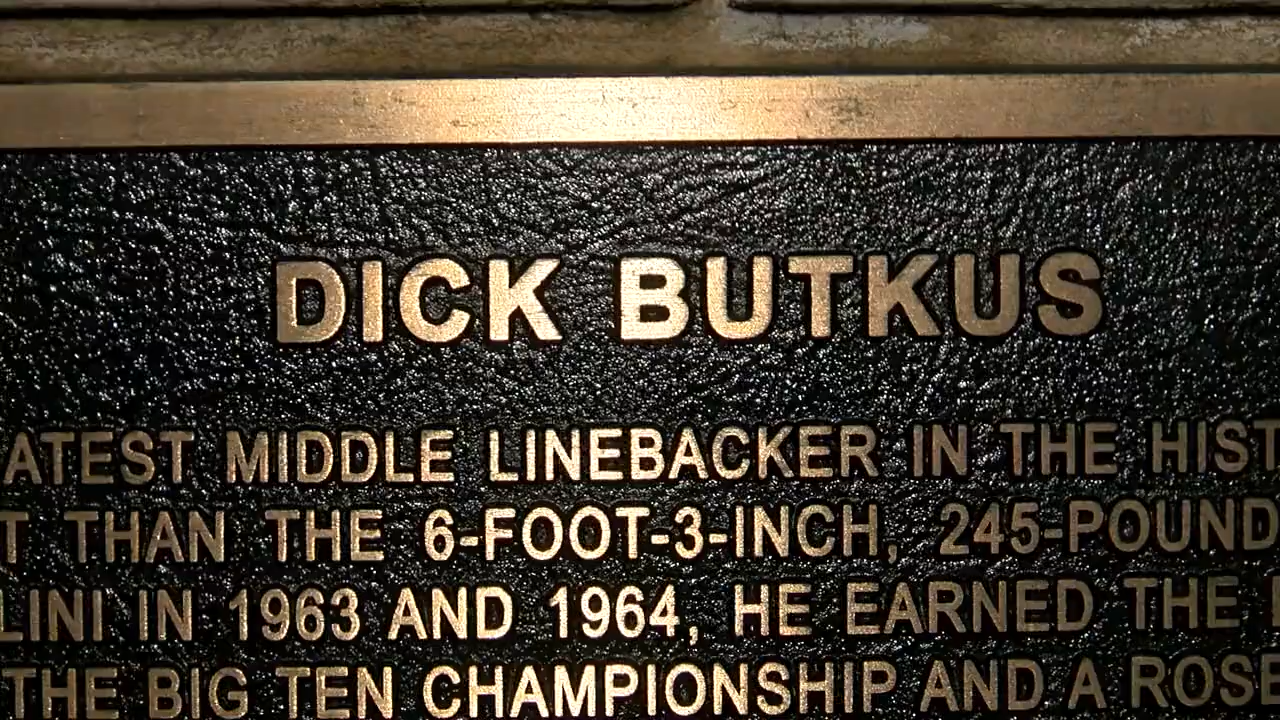 DICK BUTKUS
ATEST MIDDLE LINEBACKER IN THE HIST
T THAN THE 6-FOOT-3-INCH, 245-POUND
LINI IN 1963 AND 1964, HE EARNED THE
THE BIG TEN CHAMPIONSHIP AND A ROSE